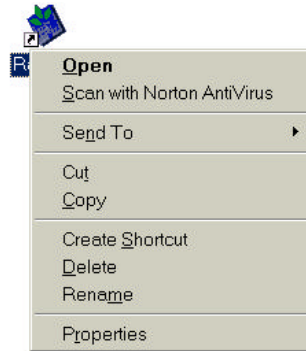 Open
Scan with Norton AntiVirus
Send To
Cut
Copy
Create Shortcut
Delete
Rename
Properties